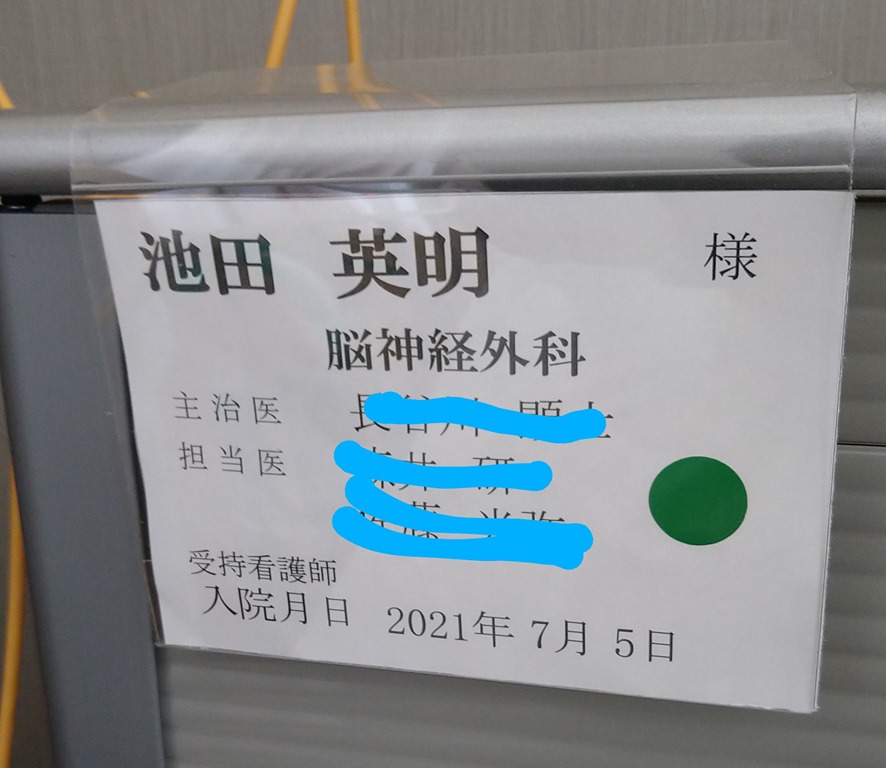 池田 英明 様
脳神経外科
主治医
担当医
受持看護師
入院月日 2021年 7月 5日